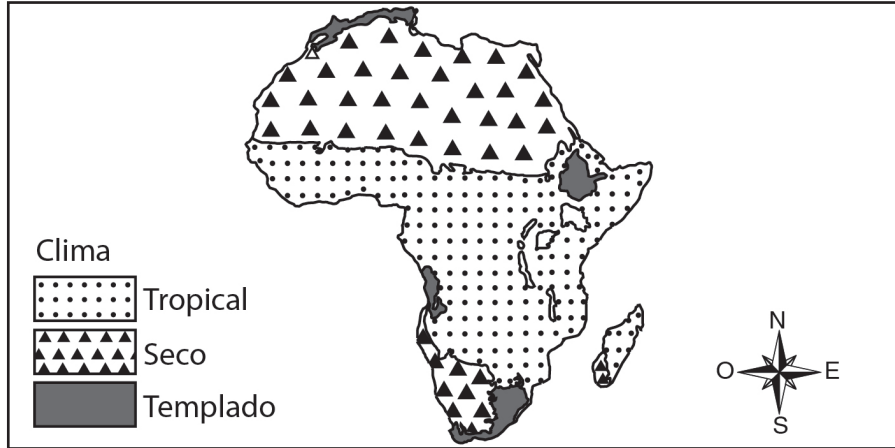 Clima
Tropical
Seco
Templado
N
O
E
S